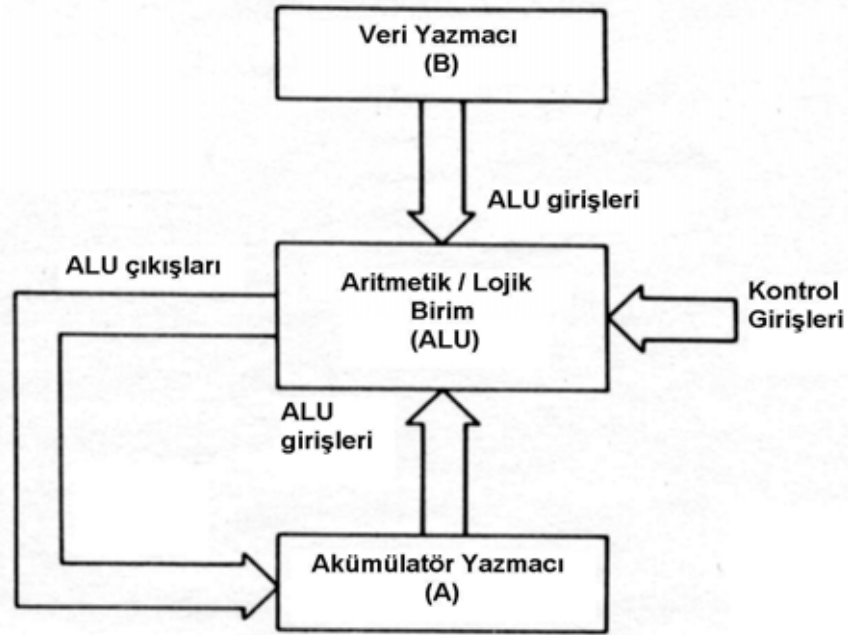 Veri Yazmacı
(B)
ALU girişleri
ALU çıkışları
Aritmetik / Lojik
Birim
(ALU)
Kontrol
Girişleri
ALU
girişleri
Akümülatör Yazmacı
(A)